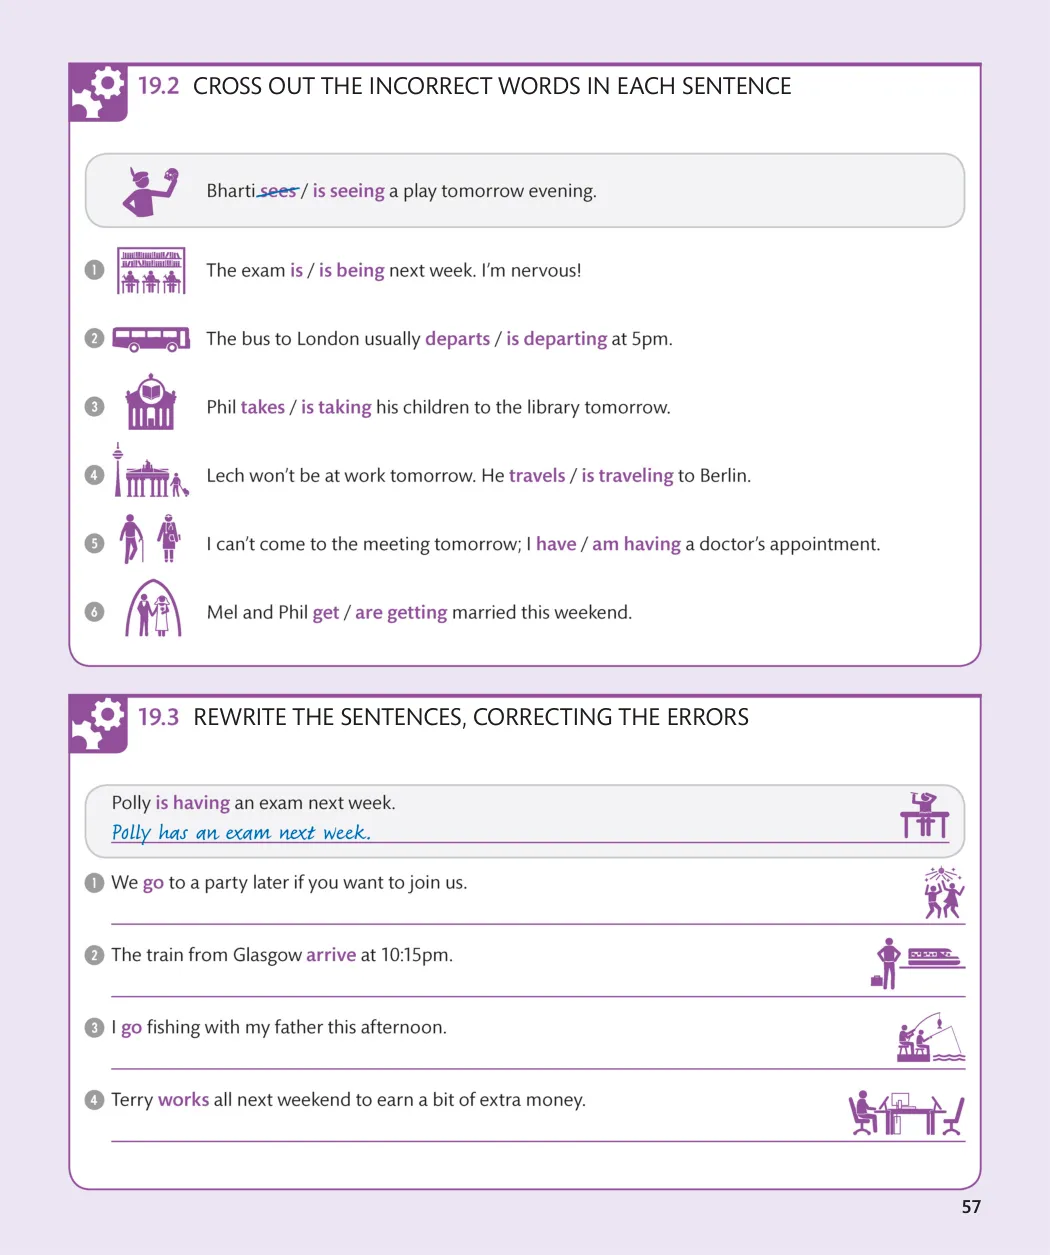 19.2 CROSS OUT THE INCORRECT WORDS IN EACH SENTENCE
Bharti sees / is seeing a play tomorrow evening.
1 The exam is / is being next week. I’m nervous!
2 The bus to London usually departs / is departing at 5pm.
3 Phil takes / is taking his children to the library tomorrow.
4 Lech won’t be at work tomorrow. He travels / is traveling to Berlin.
5 I can’t come to the meeting tomorrow; I have / am having a doctor’s appointment.
6 Mel and Phil get / are getting married this weekend.
19.3 REWRITE THE SENTENCES, CORRECTING THE ERRORS
Polly is having an exam next week.
Polly has an exam next week.
1 We go to a party later if you want to join us.
2 The train from Glasgow arrive at 10:15pm.
3 I go fishing with my father this afternoon.
4 Terry works all next weekend to earn a bit of extra money.
57